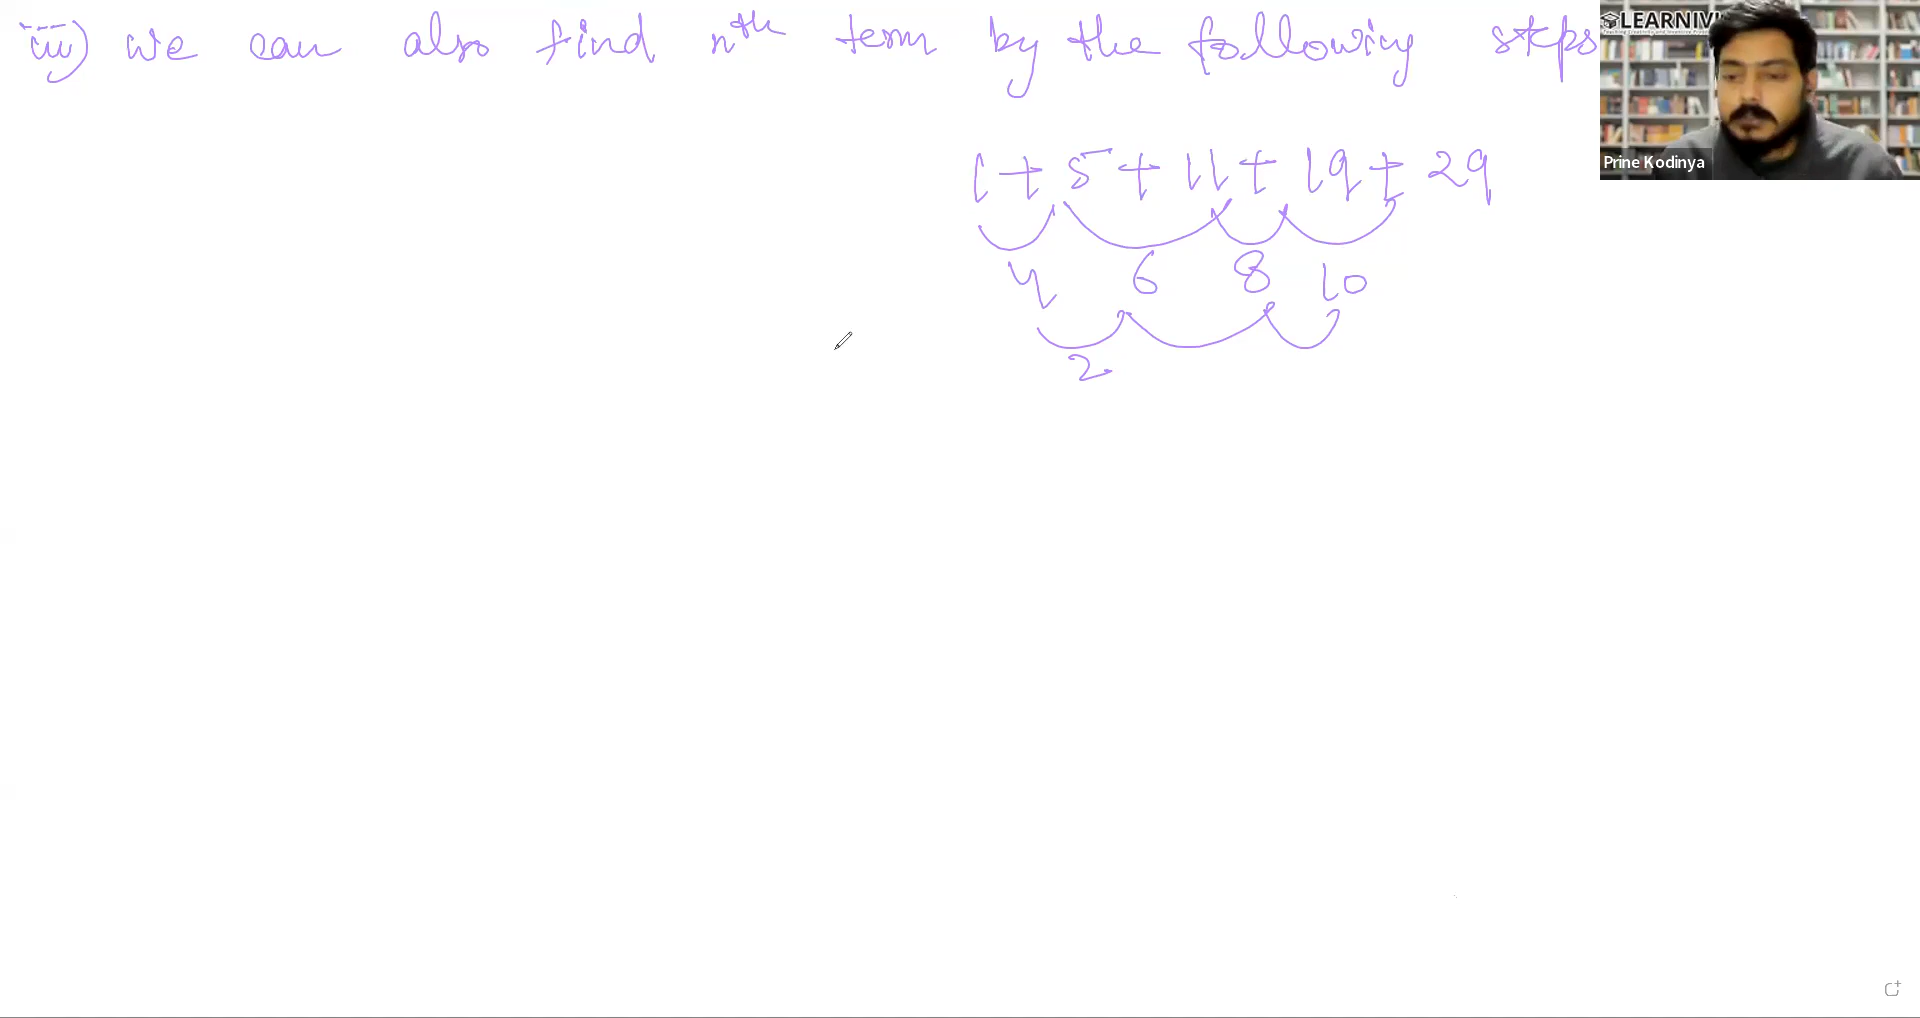 iii) we can also find nth term by the following steps
LEARNIV
Prine Kodinya
1 + 5 + 11 + 19 + 29
4 6 8 10
2